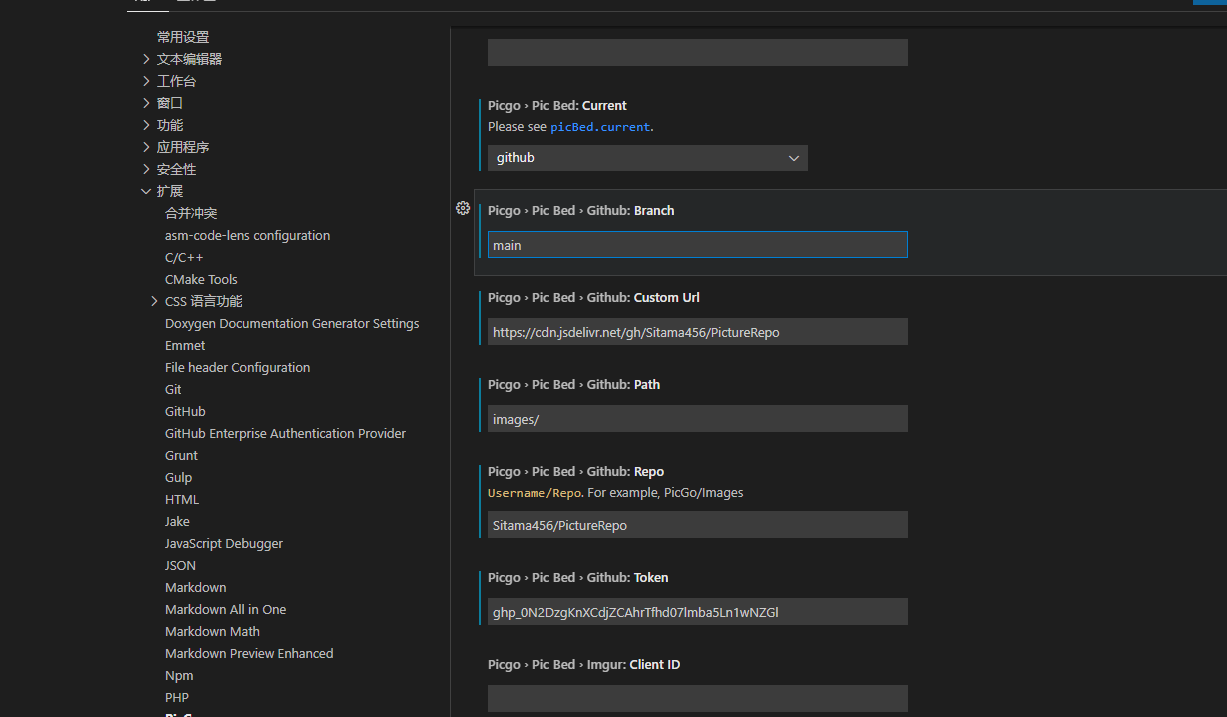 常用设置
文本编辑器
工作台
窗口
功能
应用程序
安全性
扩展
合并冲突
asm-code-lens configuration
C/C++
CMake Tools
CSS 语言功能
Doxygen Documentation Generator Settings
Emmet
File header Configuration
Git
GitHub
GitHub Enterprise Authentication Provider
Grunt
Gulp
HTML
Jake
JavaScript Debugger
JSON
Markdown
Markdown All in One
Markdown Math
Markdown Preview Enhanced
Npm
PHP
Picgo › Pic Bed: Current
Please see picBed.current.
github
Picgo › Pic Bed › Github: Branch
main
Picgo › Pic Bed › Github: Custom Url
https://cdn.jsdelivr.net/gh/Sitama456/PictureRepo
Picgo › Pic Bed › Github: Path
images/
Picgo › Pic Bed › Github: Repo
Username/Repo. For example, PicGo/Images
Sitama456/PictureRepo
Picgo › Pic Bed › Github: Token
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
Picgo › Pic Bed › Imgur: Client ID